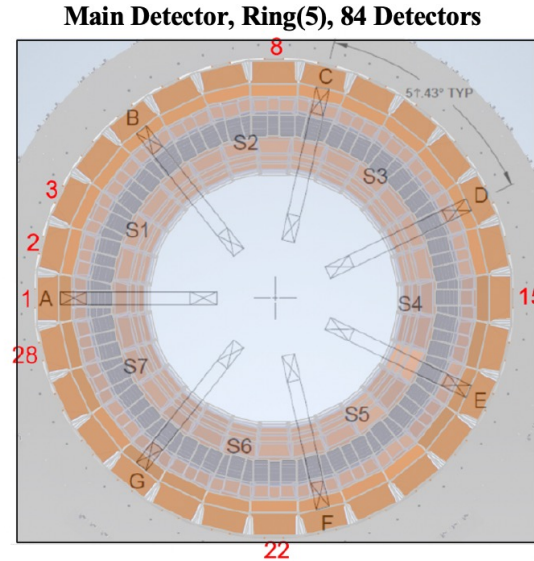 Main Detector, Ring(5), 84 Detectors
8
C
5†.43° TYP
B
S2
S3
3
D
S1
2
1
A
S4
15
28
S7
E
S5
S6
G
F
22